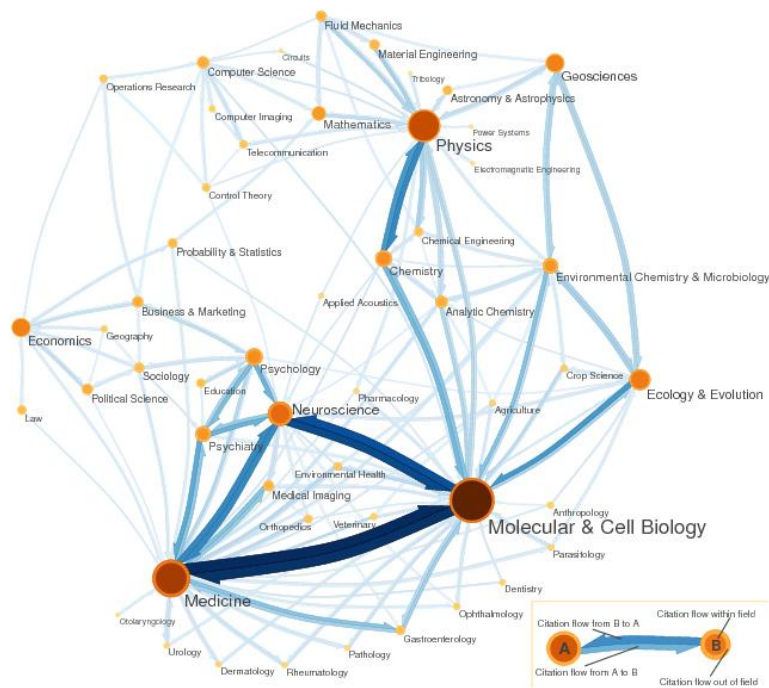 Fluid Mechanics
Material Engineering
Circuits
Computer Science
Geosciences
Tribology
Operations Research
Astronomy & Astrophysics
Computer Imaging
Mathematics
Power Systems
Physics
Telecommunication
Electromagnetic Engineering
Control Theory
Chemical Engineering
Probability & Statistics
Chemistry
Environmental Chemistry & Microbiology
Applied Acoustics
Analytic Chemistry
Business & Marketing
Geography
Economics
Psychology
Sociology
Crop Science
Education
Political Science
Pharmacology
Ecology & Evolution
Neuroscience
Agriculture
Law
Psychiatry
Environmental Health
Medical Imaging
Anthropology
Orthopedics
Veterinary
Molecular & Cell Biology
Parasitology
Dentistry
Medicine
Ophthalmology
Otolaryngology
Gastroenterology
Urology
Pathology
Dermatology
Rheumatology
Citation flow from B to A
Citation flow within field
A
B
Citation flow from A to B
Citation flow out of field